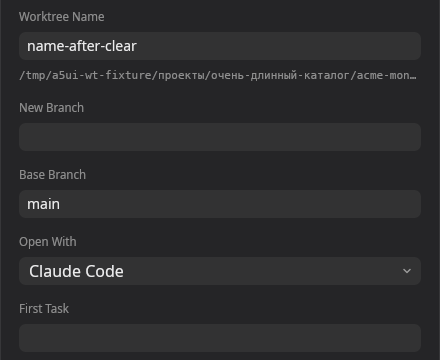 Worktree Name
name-after-clear
/tmp/a5ui-wt-fixture/проекты/очень-длинный-каталог/acme-mon…
New Branch
Base Branch
main
Open With
Claude Code
First Task